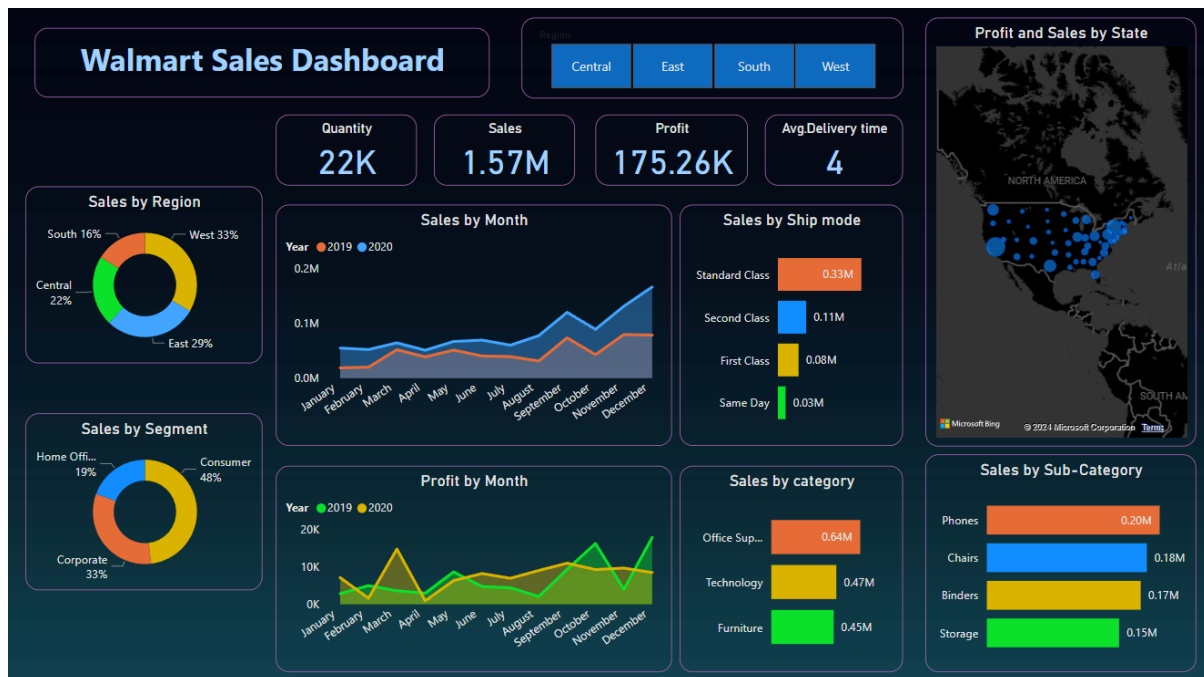 Walmart Sales Dashboard
Region
Central East South West
Quantity
22K
Sales
1.57M
Profit
175.26K
Avg.Delivery time
4
Profit and Sales by State
NORTH AMERICA
Atla
SOUTH AM
Microsoft Bing
© 2024 Microsoft Corporation Terms
Sales by Region
South 16%
West 33%
Central
22%
East 29%
Sales by Month
Year 2019 2020
0.2M
0.1M
0.0M
January
February
March
April
May
June
July
August
September
October
November
December
Sales by Ship mode
Standard Class 0.33M
Second Class 0.11M
First Class 0.08M
Same Day 0.03M
Sales by Segment
Home Offi...
19%
Consumer
48%
Corporate
33%
Profit by Month
Year 2019 2020
20K
10K
0K
January
February
March
April
May
June
July
August
September
October
November
December
Sales by category
Office Sup... 0.64M
Technology 0.47M
Furniture 0.45M
Sales by Sub-Category
Phones 0.20M
Chairs 0.18M
Binders 0.17M
Storage 0.15M